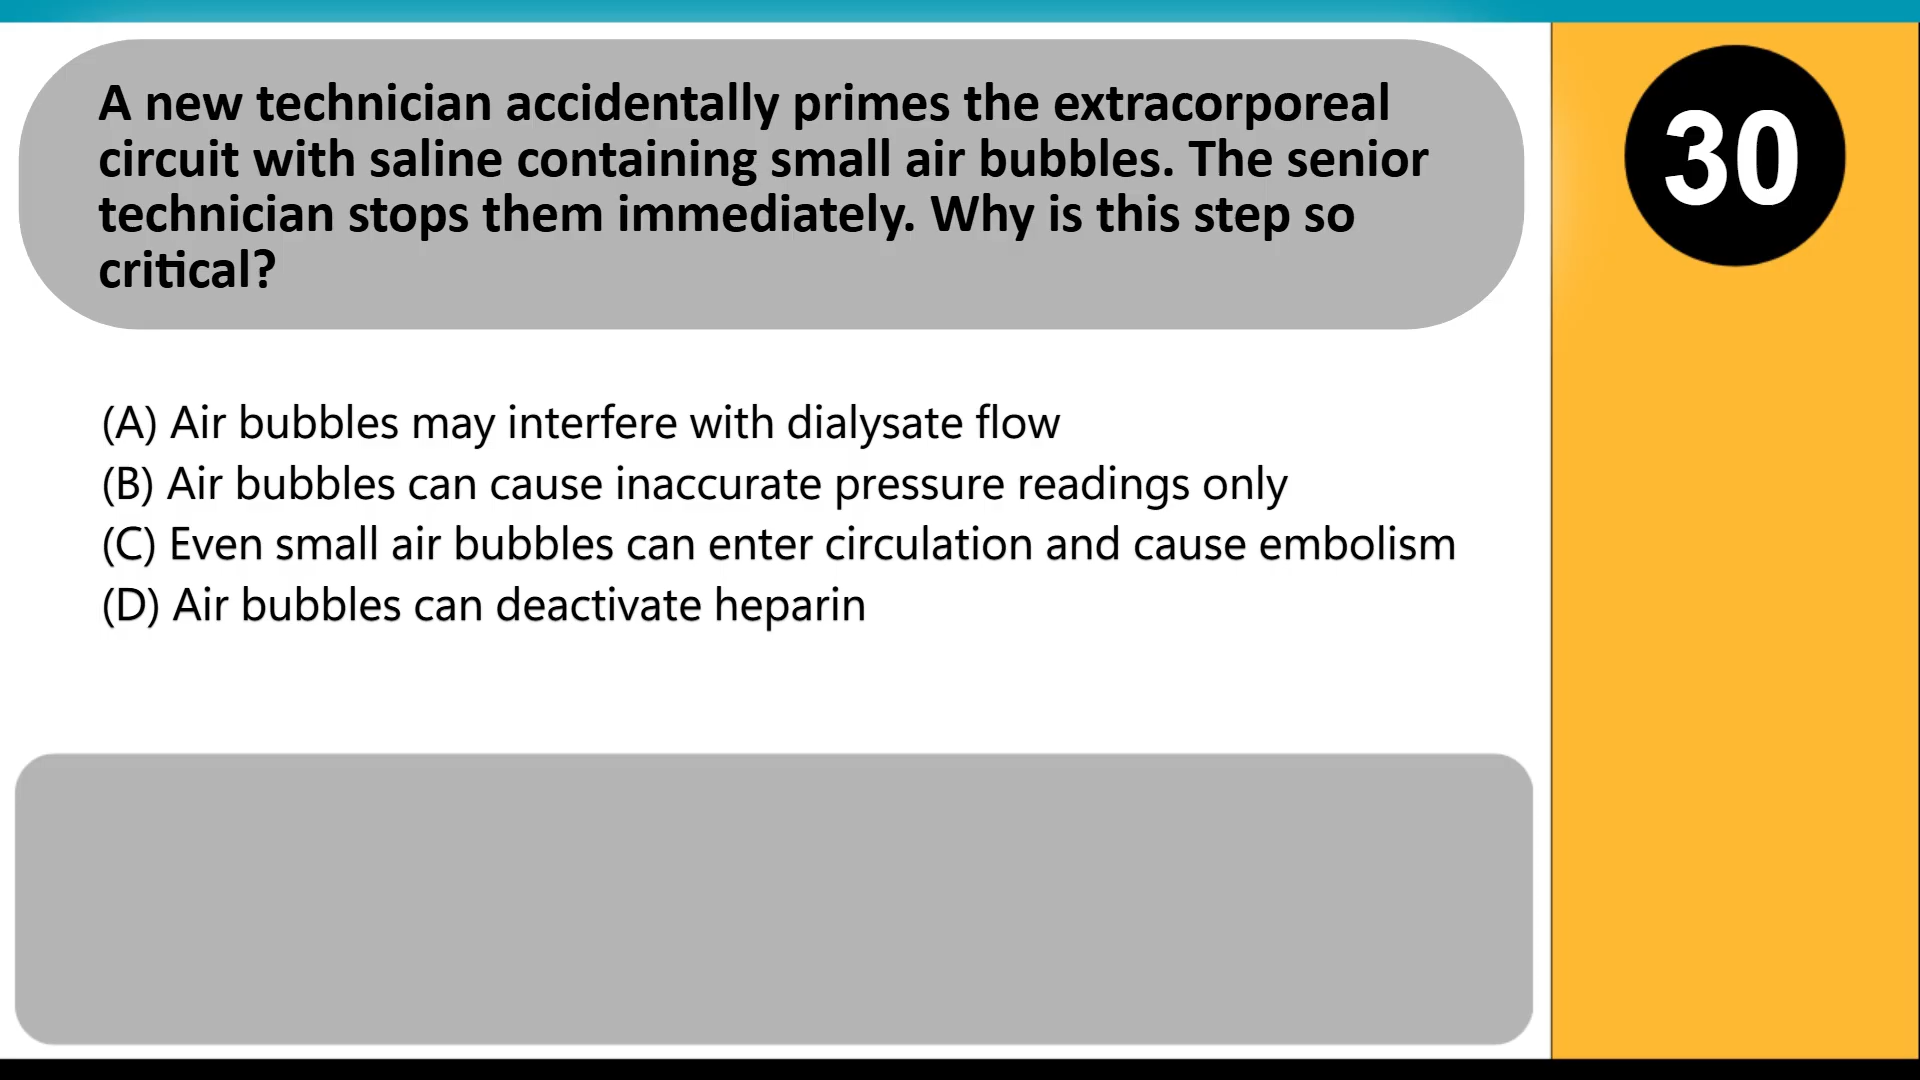 A new technician accidentally primes the extracorporeal
circuit with saline containing small air bubbles. The senior
technician stops them immediately. Why is this step so
critical?
30
(A) Air bubbles may interfere with dialysate flow
(B) Air bubbles can cause inaccurate pressure readings only
(C) Even small air bubbles can enter circulation and cause embolism
(D) Air bubbles can deactivate heparin